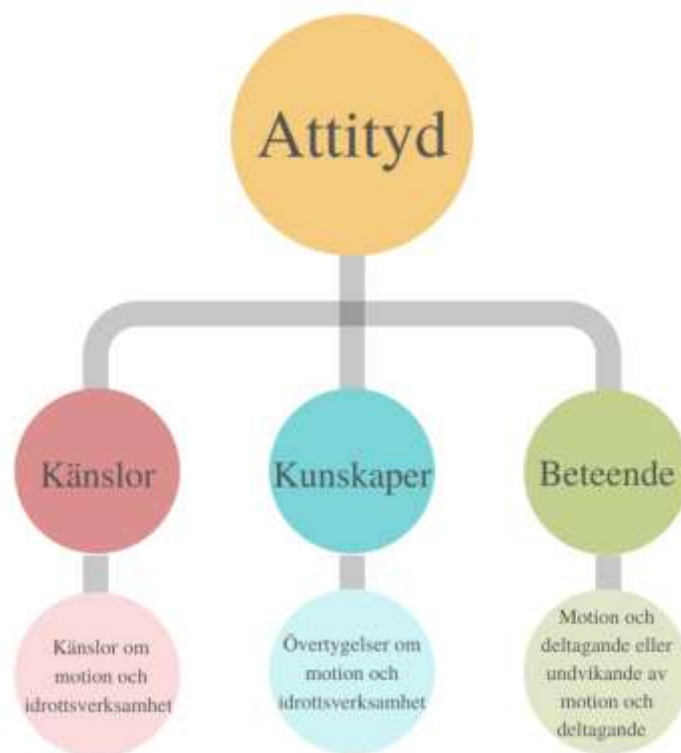 Attityd
Känslor
Kunskaper
Beteende
Känslor om
motion och
idrottsverksamhet
Övertygelser om
motion och
idrottsverksamhet
Motion och
deltagande eller
undvikande av
motion och
deltagande